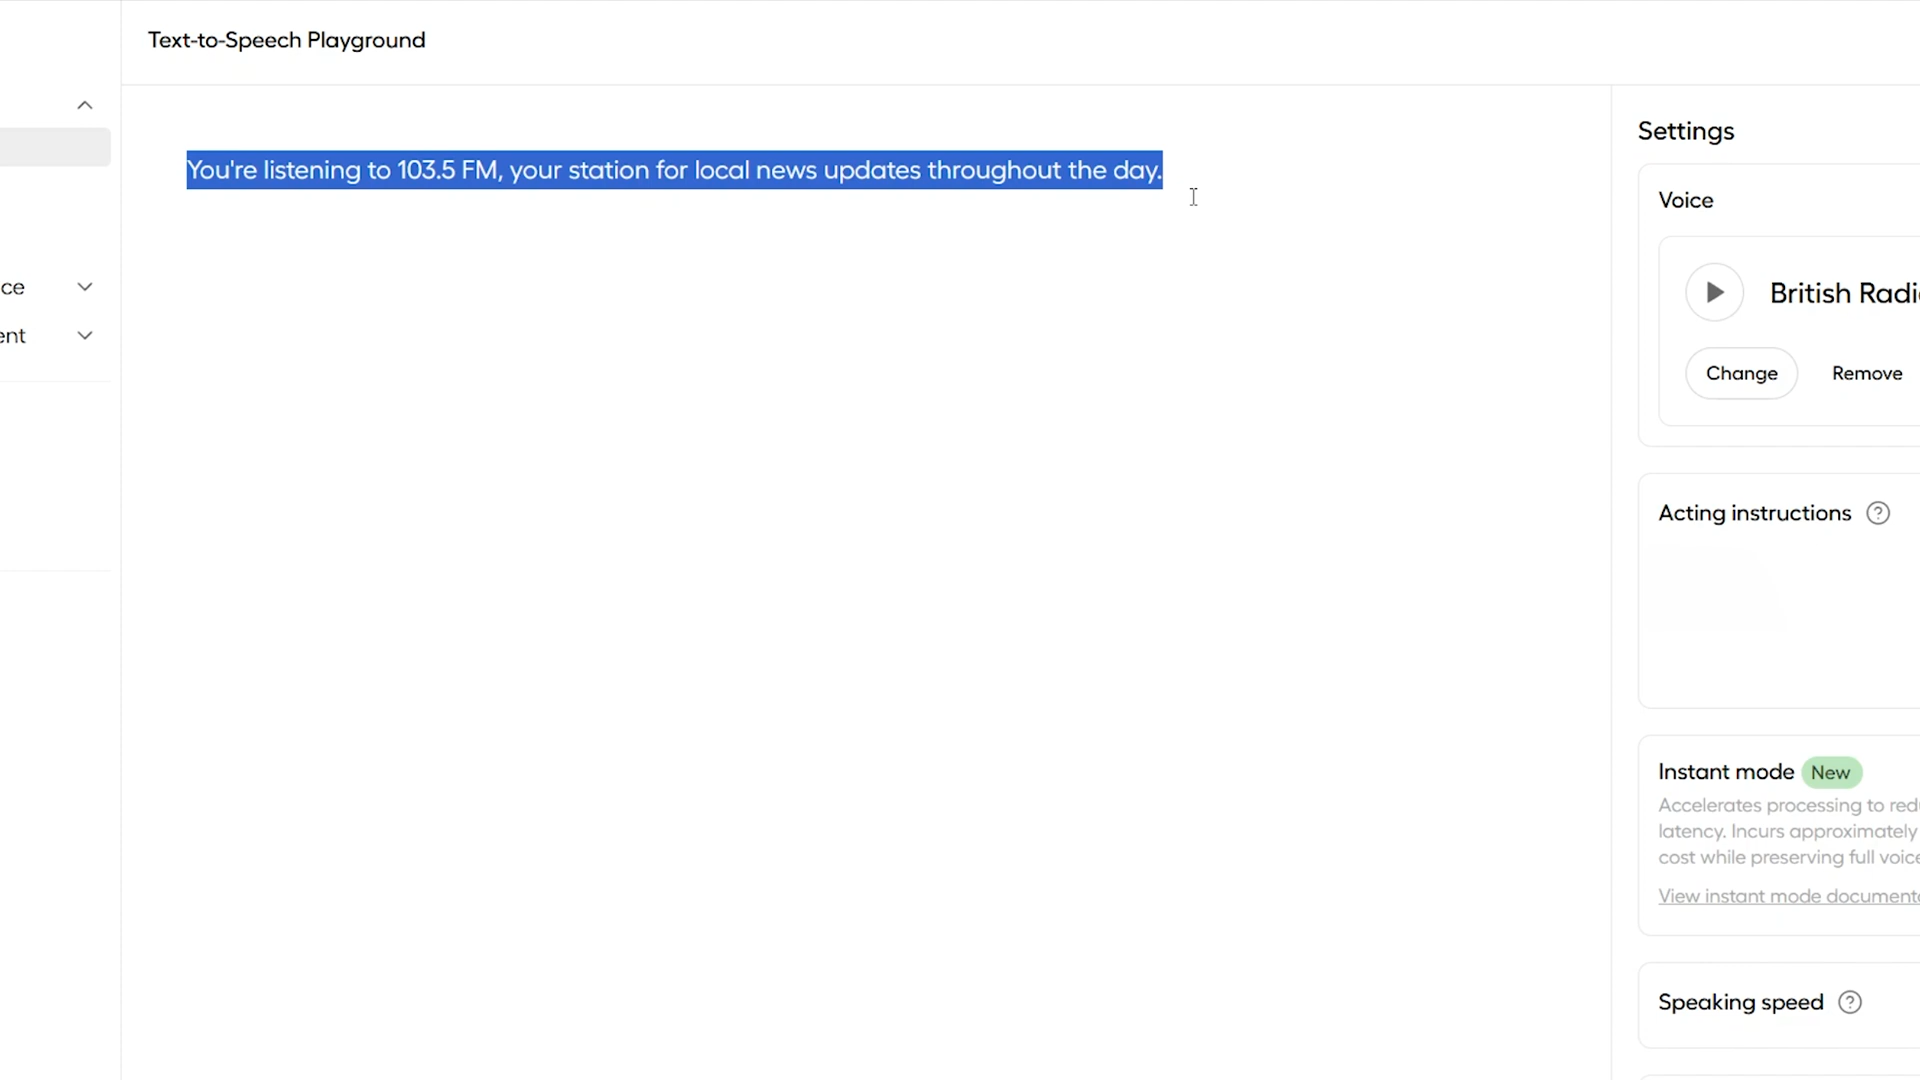 Text-to-Speech Playground
You're listening to 103.5 FM, your station for local news updates throughout the day.
ce
ent
Settings
Voice
British Radi
Change
Remove
Acting instructions
Instant mode New
Accelerates processing to red
latency. Incurs approximately
cost while preserving full voice
View instant mode document
Speaking speed